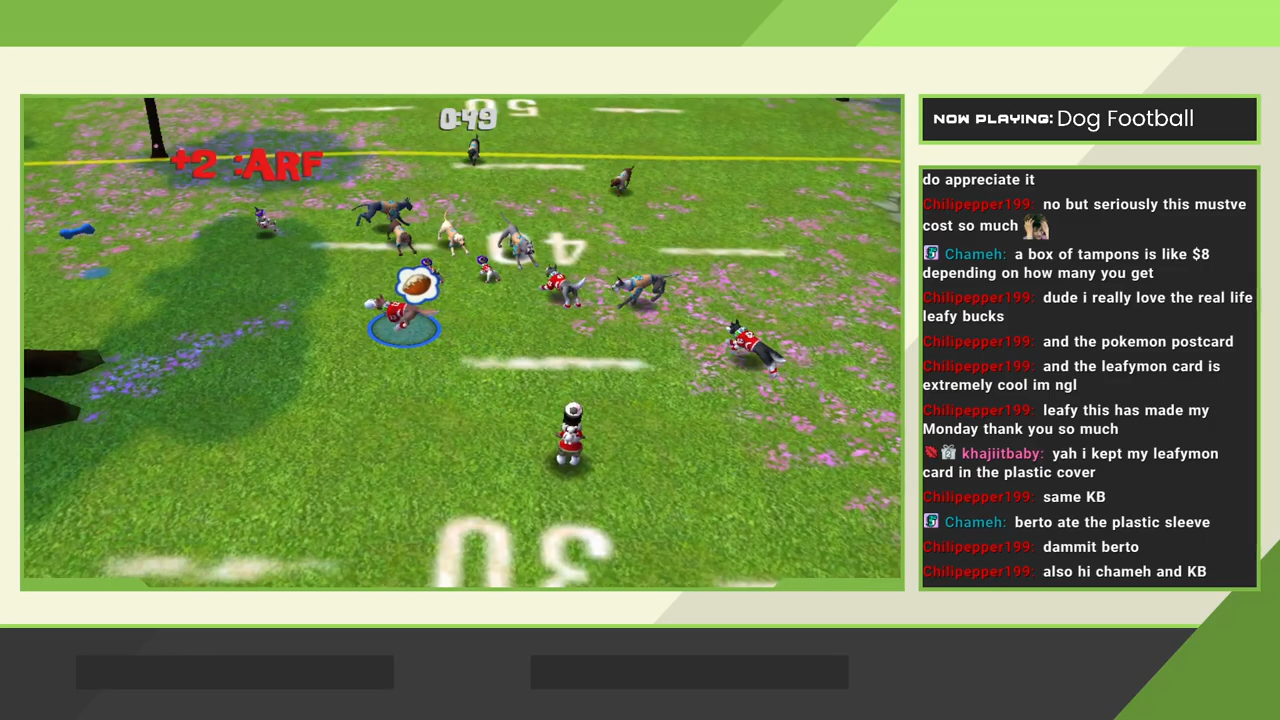 NOW PLAYING: Dog Football
50
0:49
+2 :ARF
40
30
do appreciate it
Chilipepper199: no but seriously this mustve
cost so much
Chameh: a box of tampons is like $8
depending on how many you get
Chilipepper199: dude i really love the real life
leafy bucks
Chilipepper199: and the pokemon postcard
Chilipepper199: and the leafymon card is
extremely cool im ngl
Chilipepper199: leafy this has made my
Monday thank you so much
khajiitbaby: yah i kept my leafymon
card in the plastic cover
Chilipepper199: same KB
Chameh: berto ate the plastic sleeve
Chilipepper199: dammit berto
Chilipepper199: also hi chameh and KB